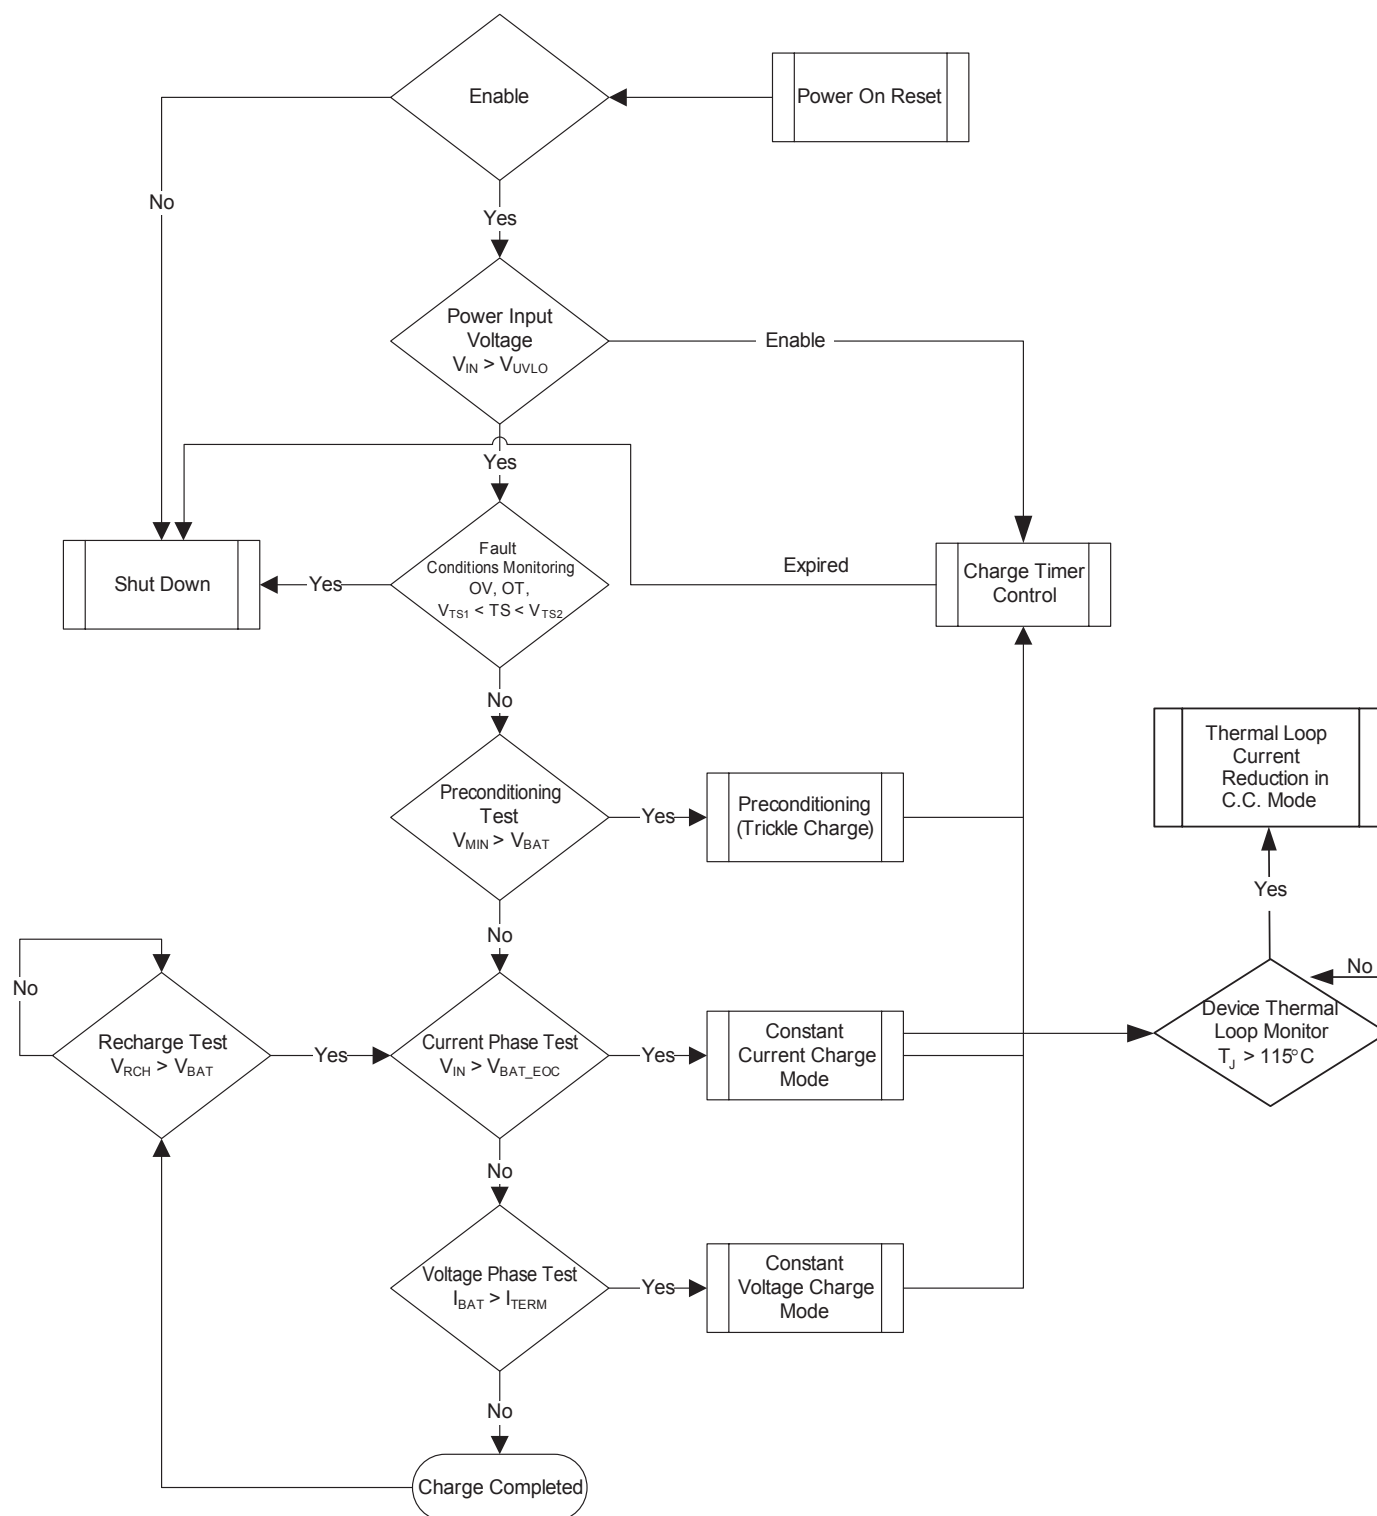 Enable
Power On Reset
No
Yes
Power Input
Voltage
V_IN > V_UVLO
Enable
Yes
Fault
Conditions Monitoring
OV, OT,
V_TS1 < TS < V_TS2
Yes
Shut Down
Expired
Charge Timer
Control
No
Thermal Loop
Current
Reduction in
C.C. Mode
Preconditioning
Test
V_MIN > V_BAT
Yes
Preconditioning
(Trickle Charge)
Yes
No
No
Recharge Test
V_RCH > V_BAT
Yes
Current Phase Test
V_IN > V_BAT_EOC
Yes
Constant
Current Charge
Mode
No
Device Thermal
Loop Monitor
T_J > 115°C
No
Voltage Phase Test
I_BAT > I_TERM
Yes
Constant
Voltage Charge
Mode
No
Charge Completed